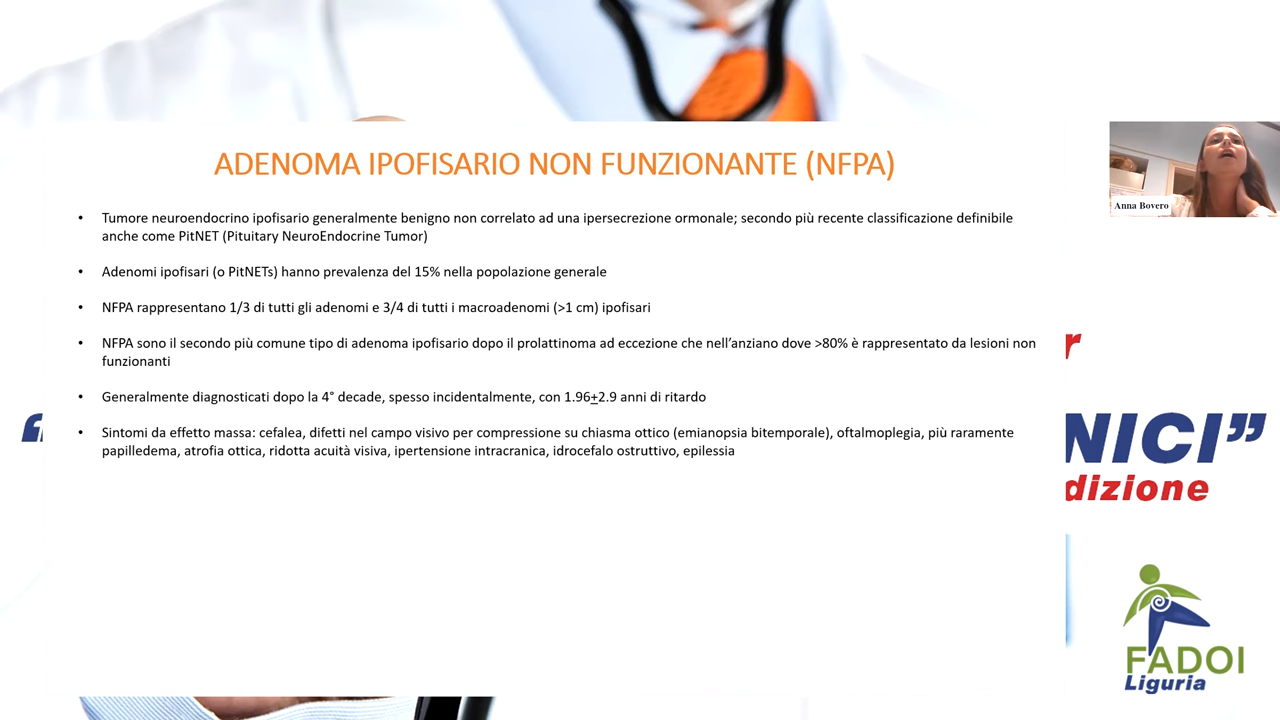 ADENOMA IPOFISARIO NON FUNZIONANTE (NFPA)
• Tumore neuroendocrino ipofisario generalmente benigno non correlato ad una ipersecrezione ormonale; secondo più recente classificazione definibile
anche come PitNET (Pituitary NeuroEndocrine Tumor)
• Adenomi ipofisari (o PitNETs) hanno prevalenza del 15% nella popolazione generale
• NFPA rappresentano 1/3 di tutti gli adenomi e 3/4 di tutti i macroadenomi (>1 cm) ipofisari
• NFPA sono il secondo più comune tipo di adenoma ipofisario dopo il prolattinoma ad eccezione che nell’anziano dove >80% è rappresentato da lesioni non
funzionanti
• Generalmente diagnosticati dopo la 4° decade, spesso incidentalmente, con 1.96+2.9 anni di ritardo
• Sintomi da effetto massa: cefalea, difetti nel campo visivo per compressione su chiasma ottico (emianopsia bitemporale), oftalmoplegia, più raramente
papilledema, atrofia ottica, ridotta acuità visiva, ipertensione intracranica, idrocefalo ostruttivo, epilessia
Anna Bovero
r
“
NICI”
dizione
FADOI
Liguria